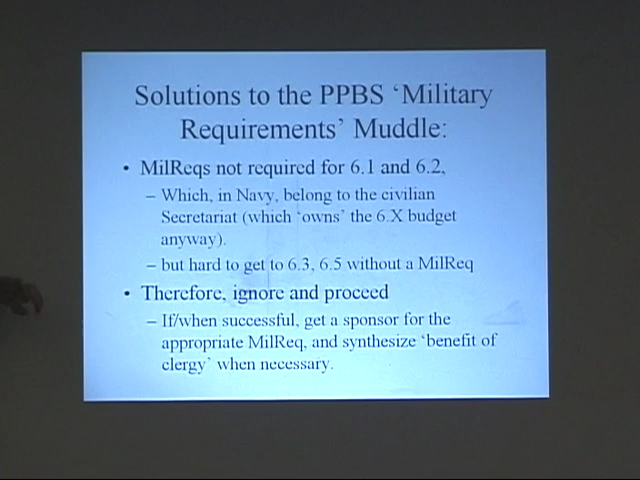 Solutions to the PPBS ‘Military
Requirements’ Muddle:
• MilReqs not required for 6.1 and 6.2,
– Which, in Navy, belong to the civilian
Secretariat (which ‘owns’ the 6.X budget
anyway).
– but hard to get to 6.3, 6.5 without a MilReq
• Therefore, ignore and proceed
– If/when successful, get a sponsor for the
appropriate MilReq, and synthesize ‘benefit of
clergy’ when necessary.